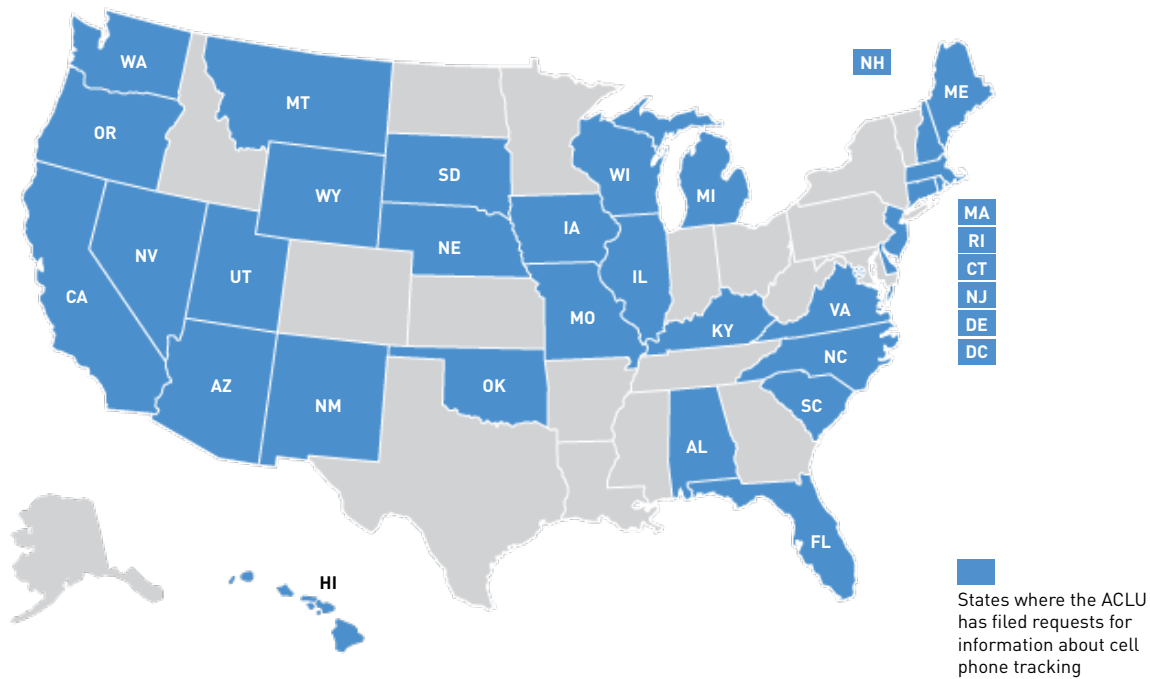 WA
NH
ME
MT
OR
SD
WI
WY
MI
MA
IA
RI
NE
NV
CT
UT
IL
CA
NJ
VA
MO
DE
KY
DC
NC
AZ
OK
NM
SC
AL
FL
HI
States where the ACLU
has filed requests for
information about cell
phone tracking